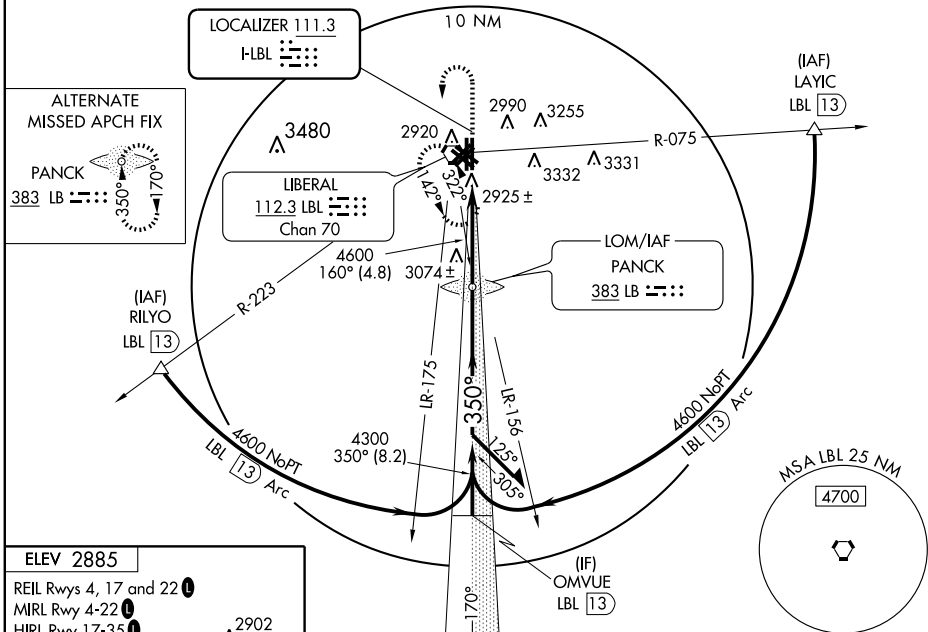 LOCALIZER 111.3
I-LBL
10 NM
(IAF)
LAYIC
LBL 13
ALTERNATE
MISSED APCH FIX
PANCK
383 LB
350°
170°
3480
2920
2990
3255
R-075
3332
3331
142°
322°
2925 ±
LIBERAL
112.3 LBL
Chan 70
4600
160° (4.8)
3074 ±
LOM/IAF
PANCK
383 LB
R-223
(IAF)
RILYO
LBL 13
LR-175
350°
LR-156
4600 NoPT
LBL 13 Arc
4600 NoPT
LBL 13 Arc
4300
350° (8.2)
125°
305°
MSA LBL 25 NM
4700
(IF)
OMVUE
LBL 13
170°
ELEV 2885
REIL Rwys 4, 17 and 22 L
MIRL Rwy 4-22 L
HIRL Rwy 17-35 L
2902